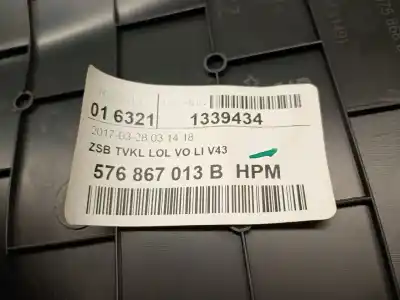 01 6321 1339434
2017-03-28 03 14 18
ZSB TVKL LOL VO LI V43
576 867 013 B HPM